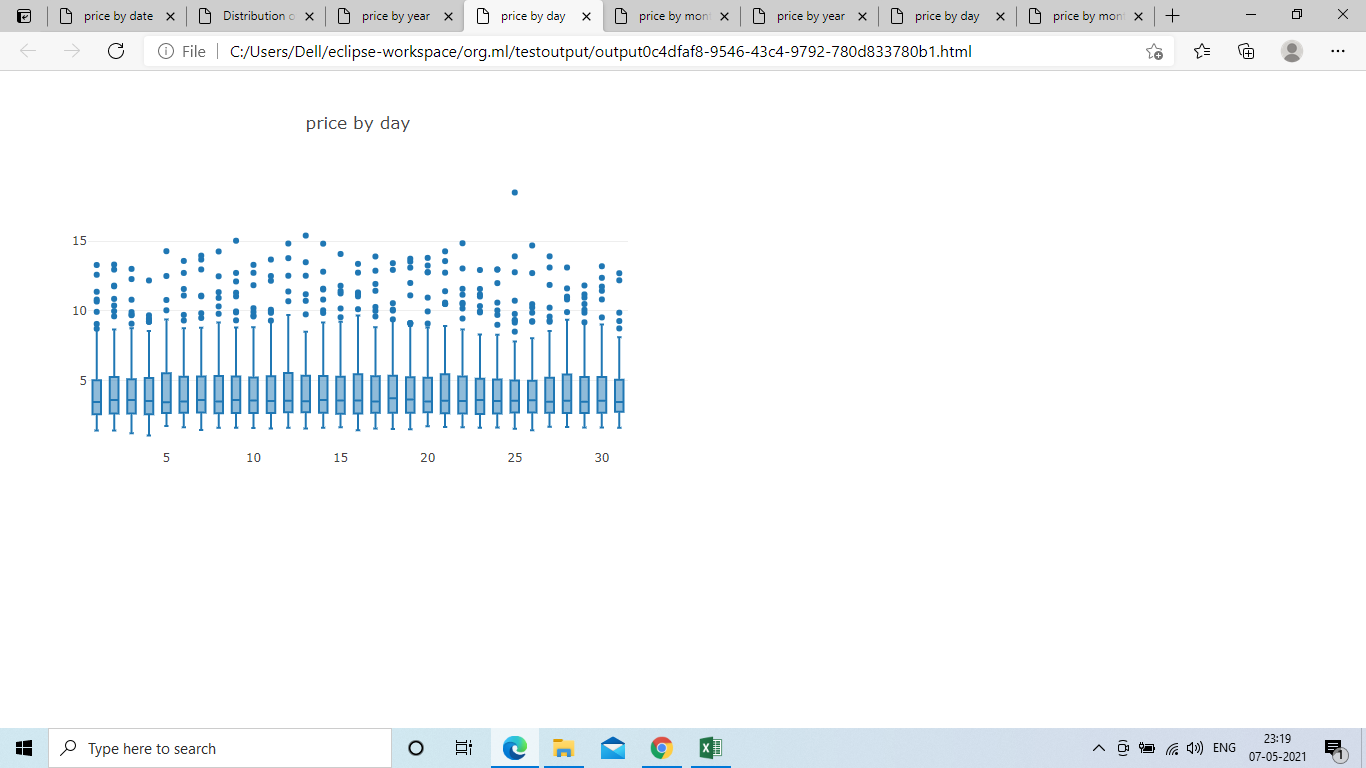 price by date
Distribution o
price by year
price by day
price by mon
price by year
price by day
price by mon
File
C:/Users/Dell/eclipse-workspace/org.ml/testoutput/output0c4dfaf8-9546-43c4-9792-780d833780b1.html
price by day
15
10
5
5 10 15 20 25 30
Type here to search
ENG
23:19
07-05-2021
1